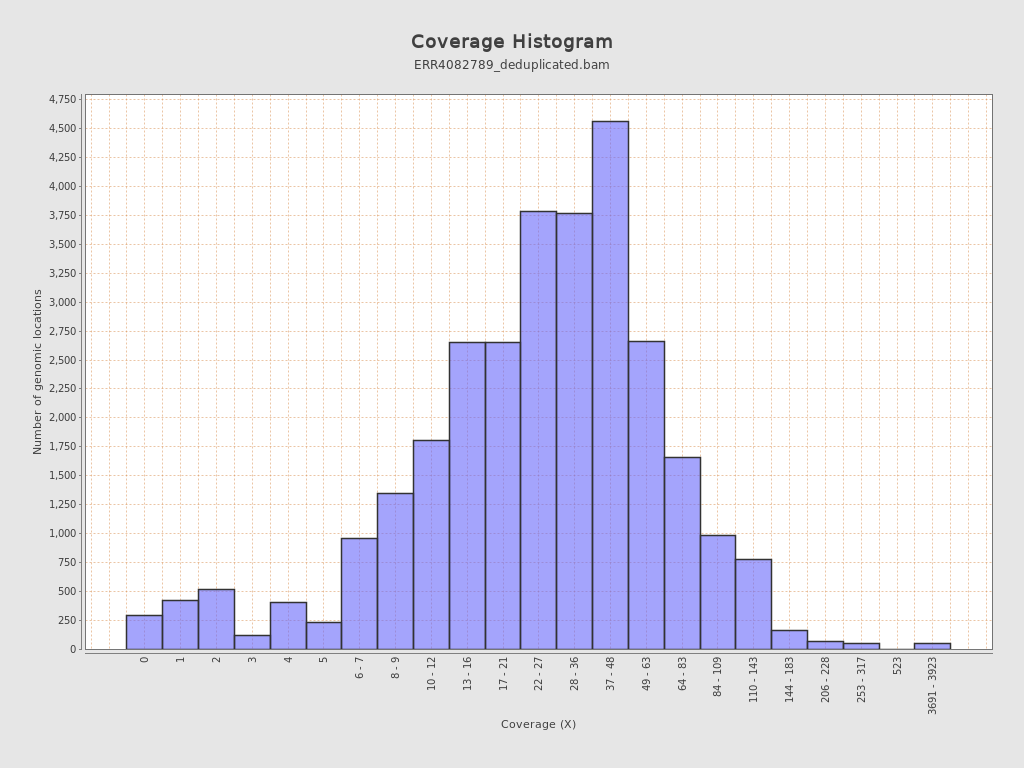 Coverage Histogram
ERR4082789_deduplicated.bam
Number of genomic locations
4,750
4,500
4,250
4,000
3,750
3,500
3,250
3,000
2,750
2,500
2,250
2,000
1,750
1,500
1,250
1,000
750
500
250
0
0
1
2
3
4
5
6 - 7
8 - 9
10 - 12
13 - 16
17 - 21
22 - 27
28 - 36
37 - 48
49 - 63
64 - 83
84 - 109
110 - 143
144 - 183
206 - 228
253 - 317
523
3691 - 3923
Coverage (X)